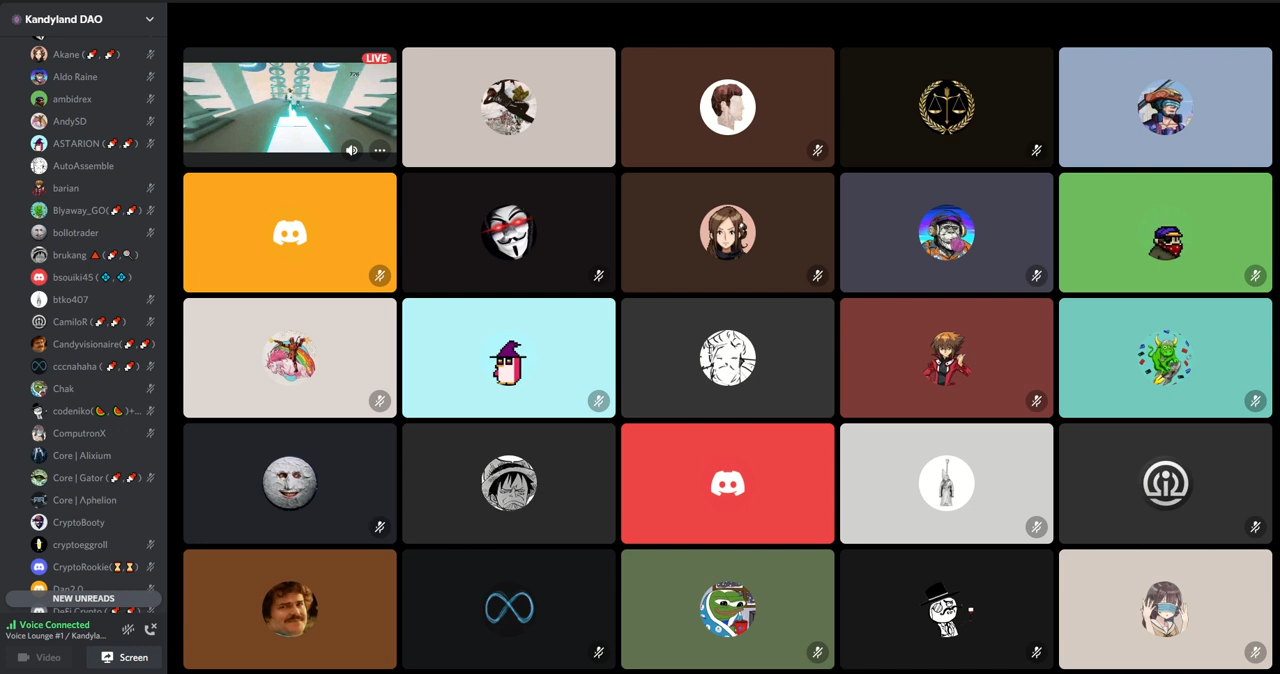 Kandyland DAO
Akane (🍬,🍬)
Aldo Raine
ambidrex
AndySD
ASTARION (🍬,🍬)
AutoAssemble
barian
Blyaway_GO(🍬,🍬)
bollotrader
brukang 🔺(🍬,🍭)
bsouiki45 (💠,💠)
btko407
CamiloR (🍬,🍬)
Candyvisionaire(🍬,🍬)
cccnahaha (🍬,🍬)
Chak
codeniko(🍉,🍉)+...
ComputronX
Core | Alixium
Core | Gator (🍬,🍬)
Core | Λphelion
CryptoBooty
cryptoeggroll
CryptoRookie(⌛,⌛)
NEW UNREADS
Voice Connected
Voice Lounge #1 / Kandyla...
Video
Screen
LIVE